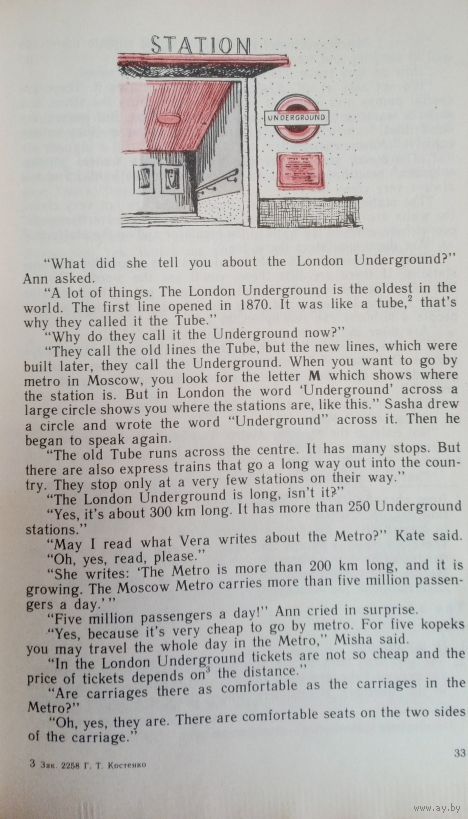 STATION
UNDERGROUND
“What did she tell you about the London Underground?”
Ann asked.
“A lot of things. The London Underground is the oldest in the
world. The first line opened in 1870. It was like a tube,² that’s
why they called it the Tube.”
“Why do they call it the Underground now?”
“They call the old lines the Tube, but the new lines, which were
built later, they call the Underground. When you want to go by
metro in Moscow, you look for the letter M which shows where
the station is. But in London the word ‘Underground’ across a
large circle shows you where the stations are, like this.” Sasha drew
a circle and wrote the word “Underground” across it. Then he
began to speak again.
“The old Tube runs across the centre. It has many stops. But
there are also express trains that go a long way out into the coun-
try. They stop only at a very few stations on their way.”
“The London Underground is long, isn’t it?”
“Yes, it’s about 300 km long. It has more than 250 Underground
stations.”
“May I read what Vera writes about the Metro?” Kate said.
“Oh, yes, read, please.”
“She writes: ‘The Metro is more than 200 km long, and it is
growing. The Moscow Metro carries more than five million passen-
gers a day.’ ”
“Five million passengers a day!” Ann cried in surprise.
“Yes, because it’s very cheap to go by metro. For five kopeks
you may travel the whole day in the Metro,” Misha said.
“In the London Underground tickets are not so cheap and the
price of tickets depends on³ the distance.”
“Are carriages there as comfortable as the carriages in the
Metro?”
“Oh, yes, they are. There are comfortable seats on the two sides
of the carriage.”
33
3 Зак. 2258 Г. Т. Костенко
www.ay.by